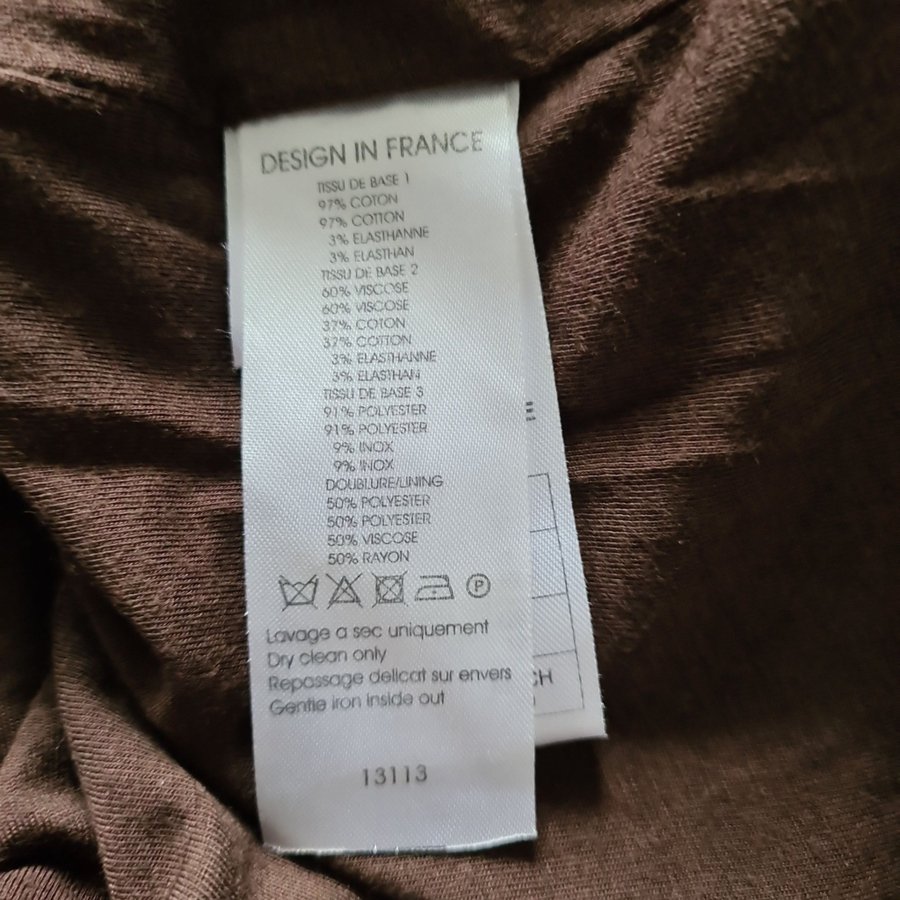 DESIGN IN FRANCE
TISSU DE BASE 1
97% COTON
97% COTTON
3% ELASTHANNE
3% ELASTHAN
TISSU DE BASE 2
60% VISCOSE
60% VISCOSE
37% COTON
37% COTTON
3% ELASTHANNE
3% ELASTHAN
TISSU DE BASE 3
91% POLYESTER
91% POLYESTER
9% INOX
9% INOX
DOUBLURE/LINING
50% POLYESTER
50% POLYESTER
50% VISCOSE
50% RAYON
P
Lavage a sec uniquement
Dry clean only
Repassage delicat sur envers
Gentle iron inside out
13113